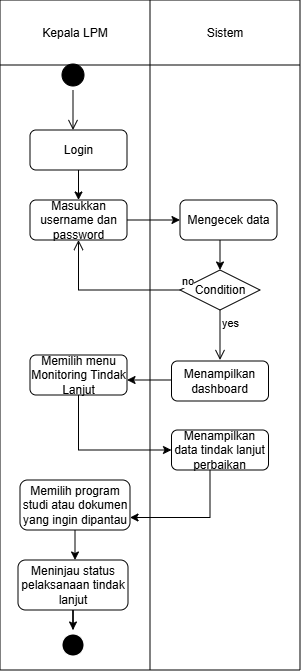 Kepala LPM
Sistem
Login
Masukkan
username dan
password
Mengecek data
no
Condition
yes
Menampilkan
dashboard
Memilih menu
Monitoring Tindak
Lanjut
Menampilkan
data tindak lanjut
perbaikan
Memilih program
studi atau dokumen
yang ingin dipantau
Meninjau status
pelaksanaan tindak
lanjut